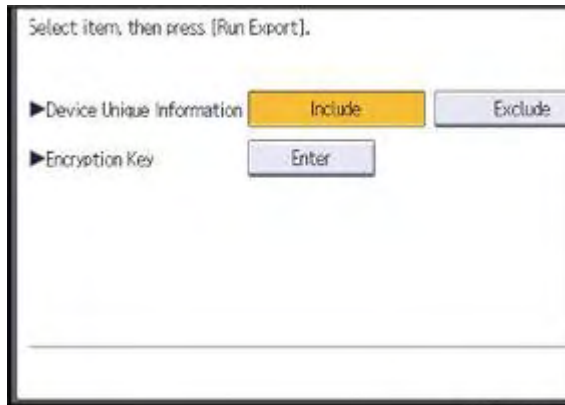 Select item, then press [Run Export].
►Device Unique Information Include Exclude
►Encryption Key Enter